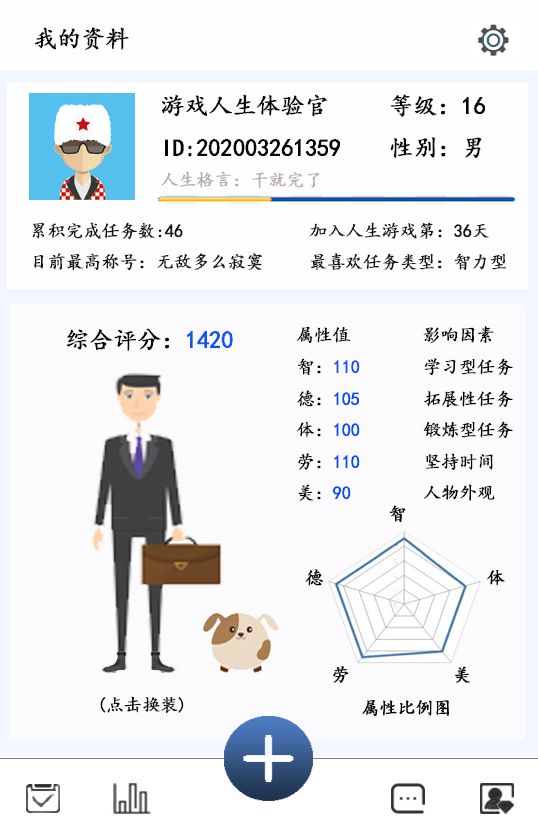 我的资料
游戏人生体验官 等级：16
ID:202003261359 性别：男
人生格言：干就完了
累积完成任务数:46 加入人生游戏第：36天
目前最高称号：无敌多么寂寞 最喜欢任务类型：智力型
综合评分：1420
属性值 影响因素
智：110 学习型任务
德：105 拓展性任务
体：100 锻炼型任务
劳：110 坚持时间
美：90 人物外观
智
德 体
劳 美
(点击换装) 属性比例图